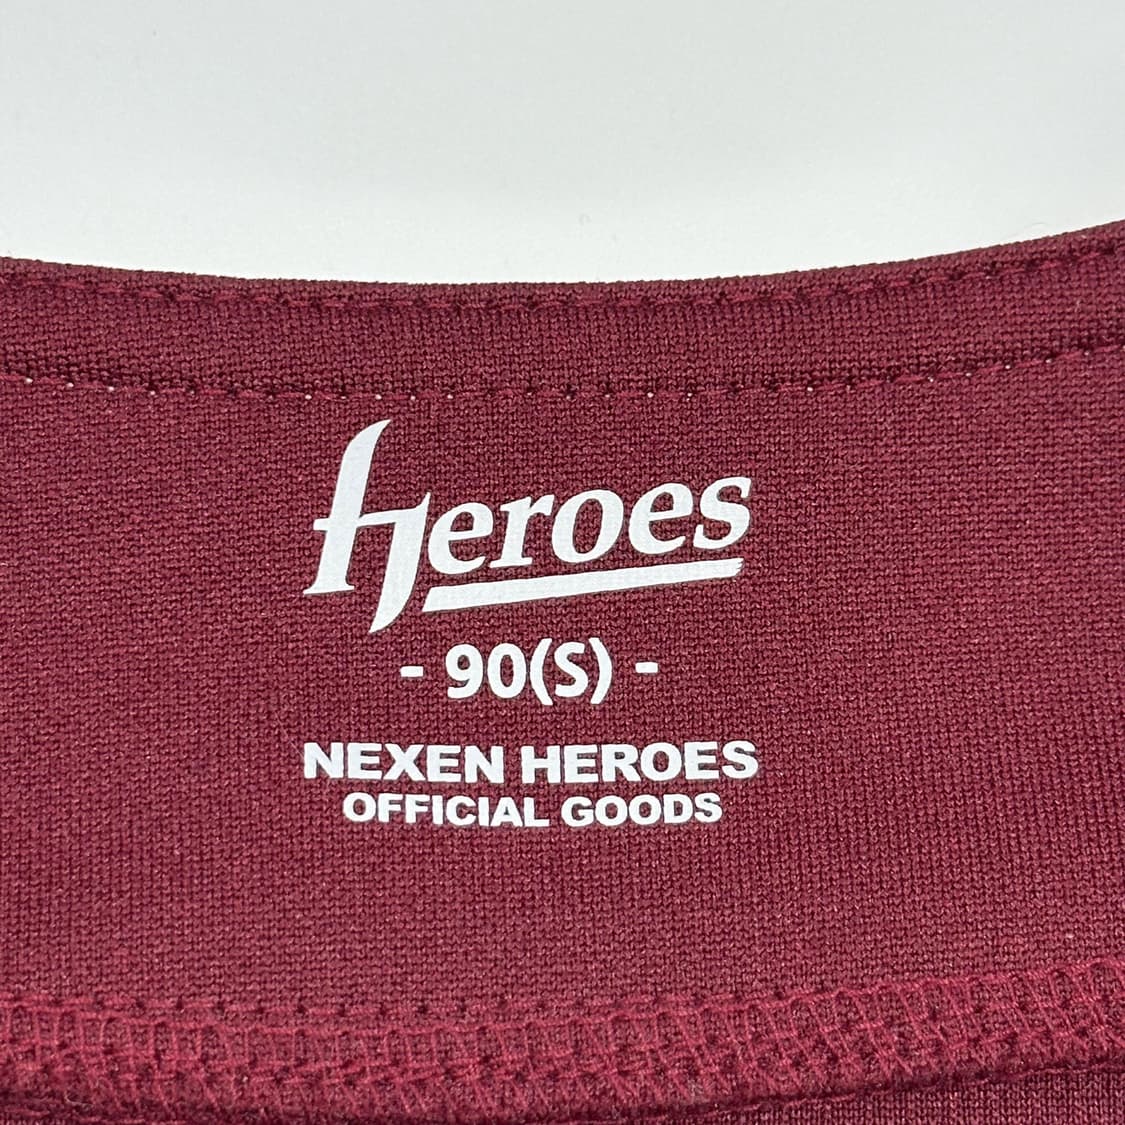 heroes
- 90(S) -
NEXEN HEROES
OFFICIAL GOODS